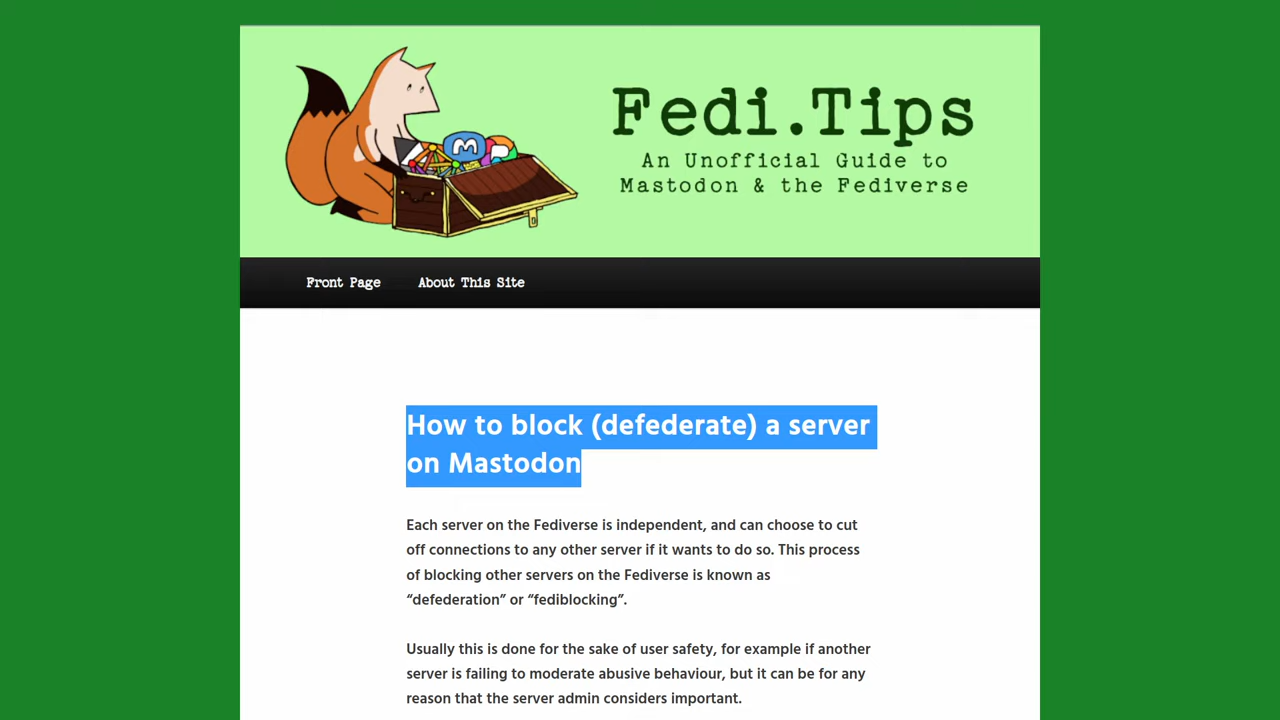 Fedi.Tips
An Unofficial Guide to
Mastodon & the Fediverse
Front Page
About This Site
How to block (defederate) a server
on Mastodon
Each server on the Fediverse is independent, and can choose to cut
off connections to any other server if it wants to do so. This process
of blocking other servers on the Fediverse is known as
“defederation” or “fediblocking”.
Usually this is done for the sake of user safety, for example if another
server is failing to moderate abusive behaviour, but it can be for any
reason that the server admin considers important.